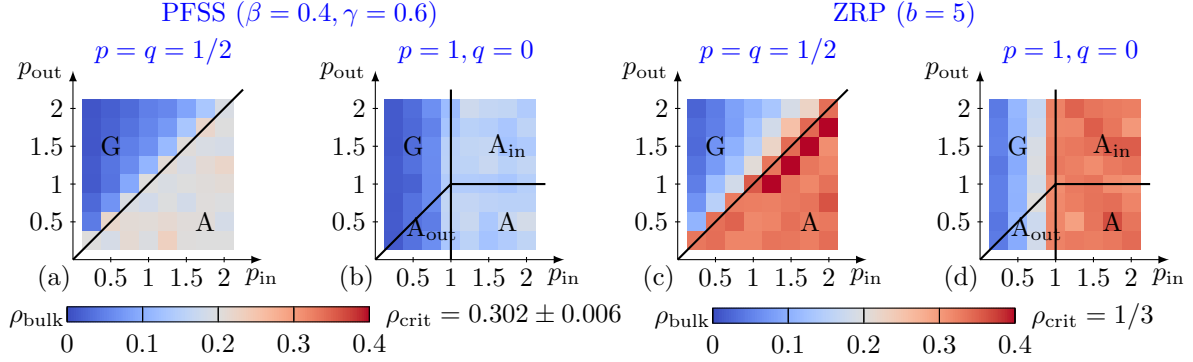 PFSS (β = 0.4, γ = 0.6) ZRP (b = 5)
p = q = 1/2 p = 1, q = 0 p = q = 1/2 p = 1, q = 0
p_out p_out p_out p_out
2 2 2 2
1.5 G 1.5 G A_in 1.5 G 1.5 G A_in
1 1 1 1
0.5 A 0.5 A_out A 0.5 A 0.5 A_out A
(a) 0.5 1 1.5 2 p_in (b) 0.5 1 1.5 2 p_in (c) 0.5 1 1.5 2 p_in (d) 0.5 1 1.5 2 p_in
ρ_bulk ρ_crit = 0.302 ± 0.006 ρ_bulk ρ_crit = 1/3
0 0.1 0.2 0.3 0.4 0 0.1 0.2 0.3 0.4